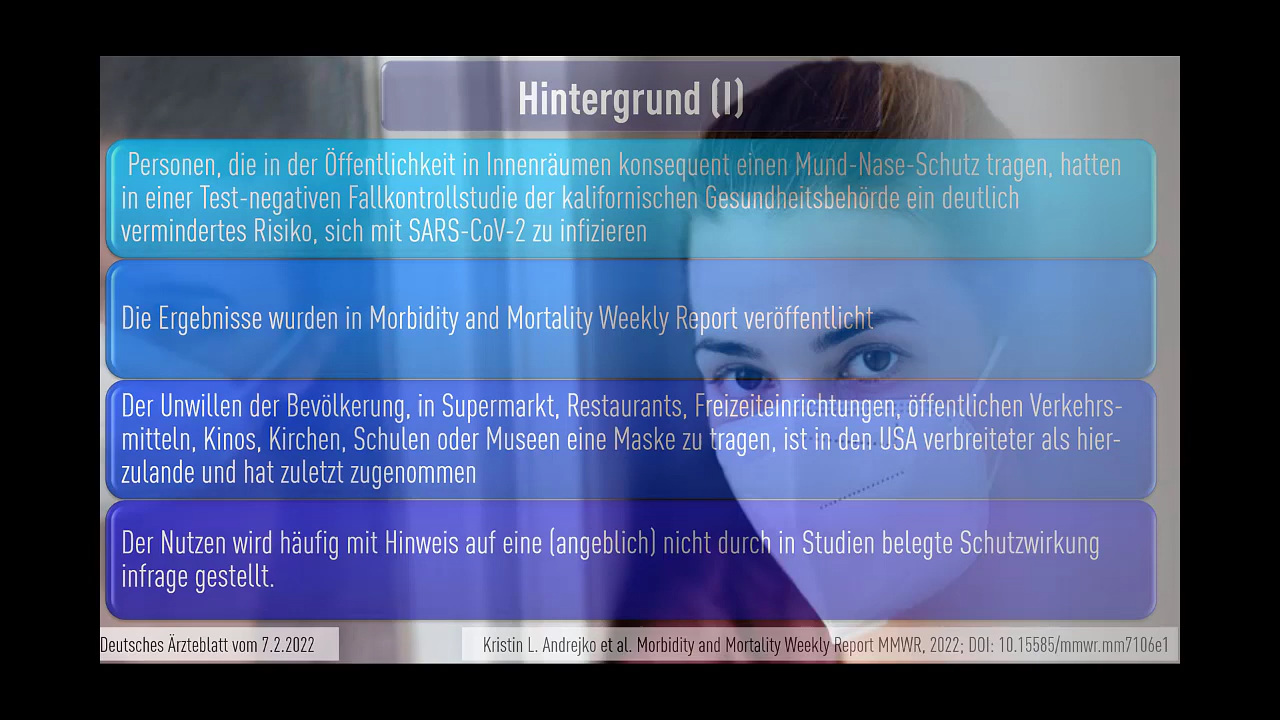 Hintergrund (I)
Personen, die in der Öffentlichkeit in Innenräumen konsequent einen Mund-Nase-Schutz tragen, hatten
in einer Test-negativen Fallkontrollstudie der kalifornischen Gesundheitsbehörde ein deutlich
vermindertes Risiko, sich mit SARS-CoV-2 zu infizieren
Die Ergebnisse wurden in Morbidity and Mortality Weekly Report veröffentlicht
Der Unwillen der Bevölkerung, in Supermarkt, Restaurants, Freizeiteinrichtungen, öffentlichen Verkehrs-
mitteln, Kinos, Kirchen, Schulen oder Museen eine Maske zu tragen, ist in den USA verbreiteter als hier-
zulande und hat zuletzt zugenommen
Der Nutzen wird häufig mit Hinweis auf eine (angeblich) nicht durch in Studien belegte Schutzwirkung
infrage gestellt.
Deutsches Ärzteblatt vom 7.2.2022
Kristin L. Andrejko et al. Morbidity and Mortality Weekly Report MMWR, 2022; DOI: 10.15585/mmwr.mm7106e1